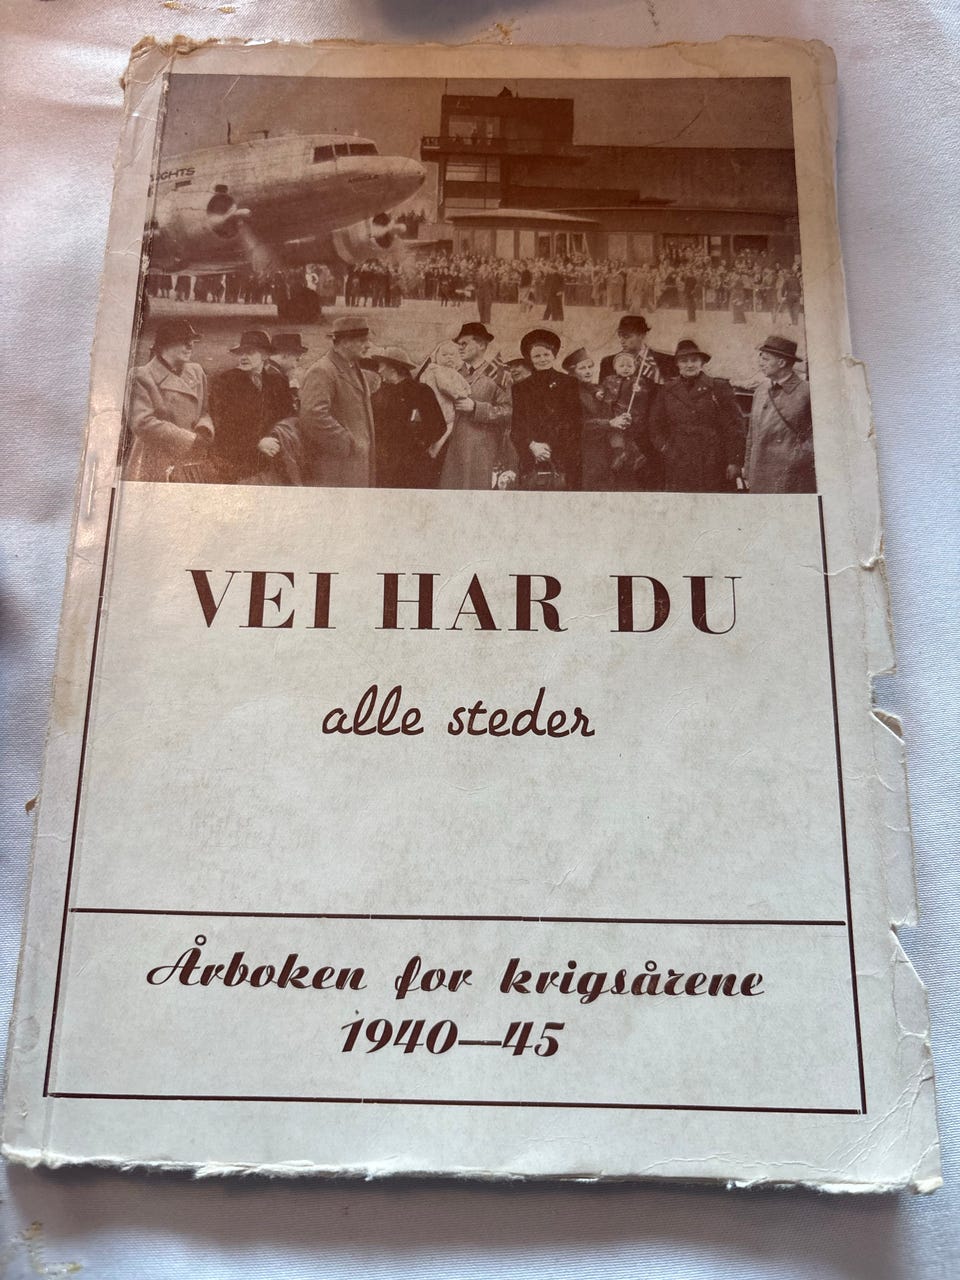 VEI HAR DU
alle steder
Årboken for krigsårene
1940—45